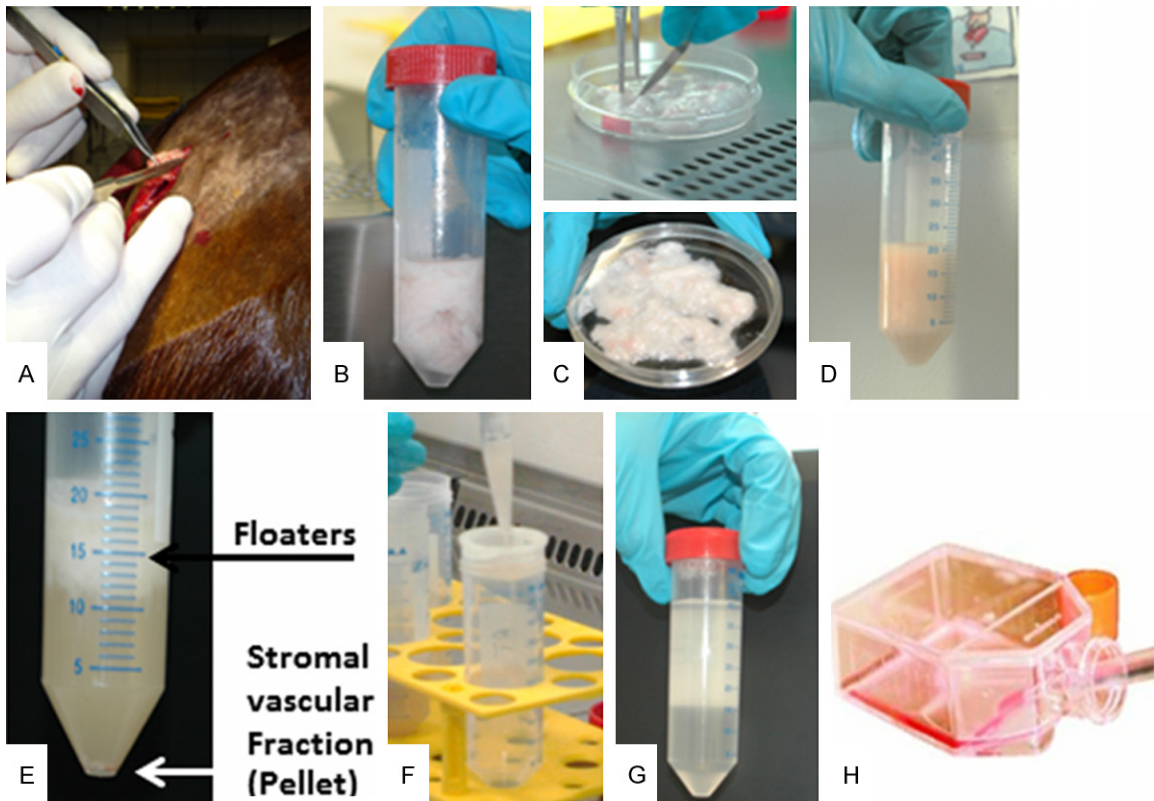 A
B
C
D
25
20
15
10
5
Floaters
Stromal
vascular
Fraction
(Pellet)
E
F
G
H